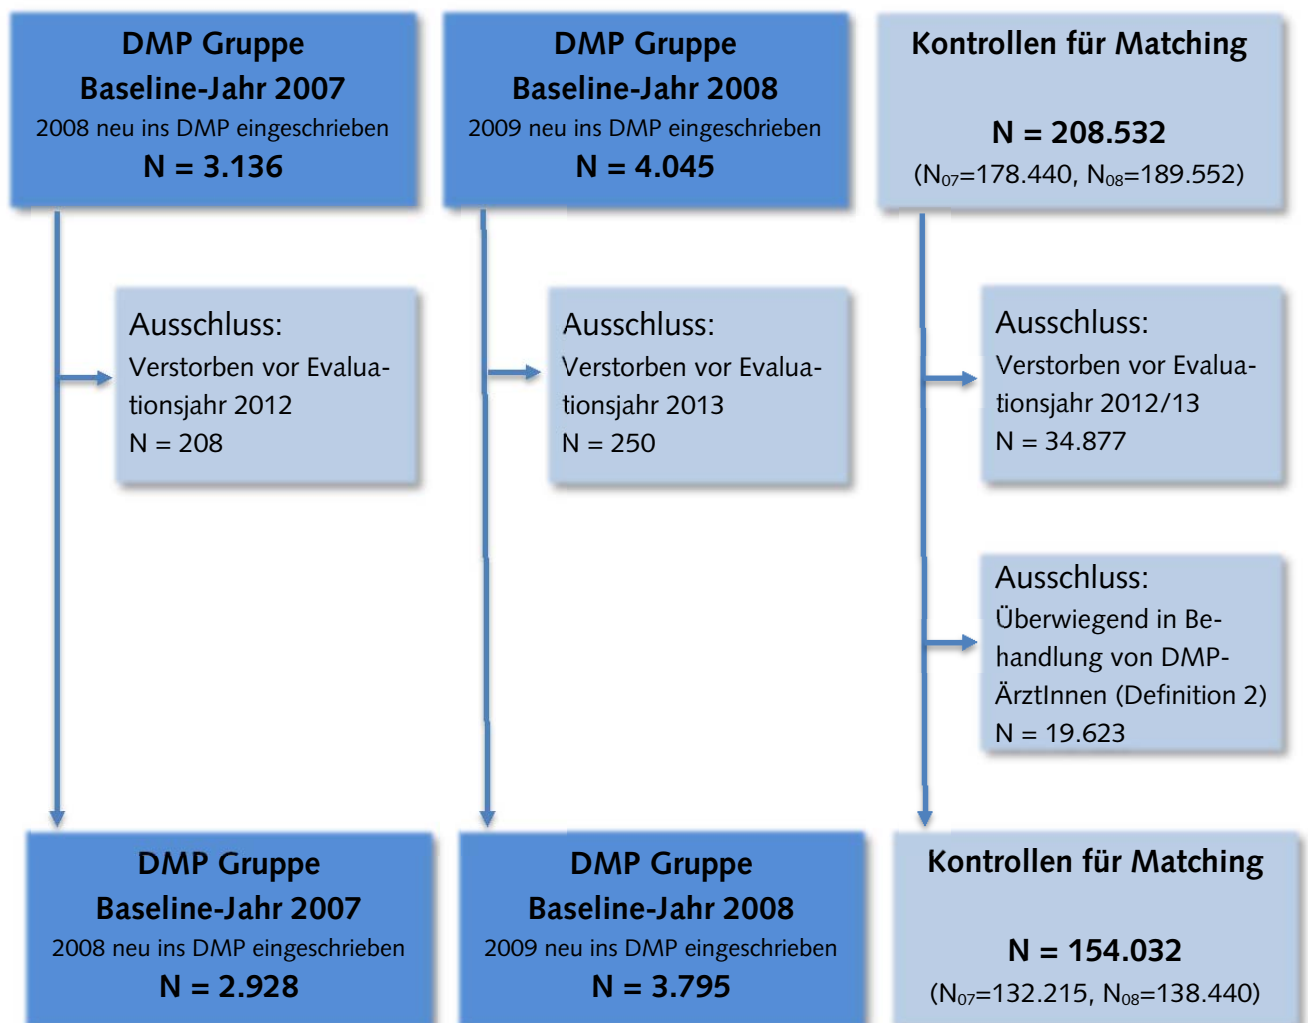 DMP Gruppe
Baseline-Jahr 2007
2008 neu ins DMP eingeschrieben
N = 3.136
DMP Gruppe
Baseline-Jahr 2008
2009 neu ins DMP eingeschrieben
N = 4.045
Kontrollen für Matching
N = 208.532
(N₀₇=178.440, N₀₈=189.552)
Ausschluss:
Verstorben vor Evalua-
tionsjahr 2012
N = 208
Ausschluss:
Verstorben vor Evalua-
tionsjahr 2013
N = 250
Ausschluss:
Verstorben vor Evalua-
tionsjahr 2012/13
N = 34.877
Ausschluss:
Überwiegend in Be-
handlung von DMP-
ÄrztInnen (Definition 2)
N = 19.623
DMP Gruppe
Baseline-Jahr 2007
2008 neu ins DMP eingeschrieben
N = 2.928
DMP Gruppe
Baseline-Jahr 2008
2009 neu ins DMP eingeschrieben
N = 3.795
Kontrollen für Matching
N = 154.032
(N₀₇=132.215, N₀₈=138.440)